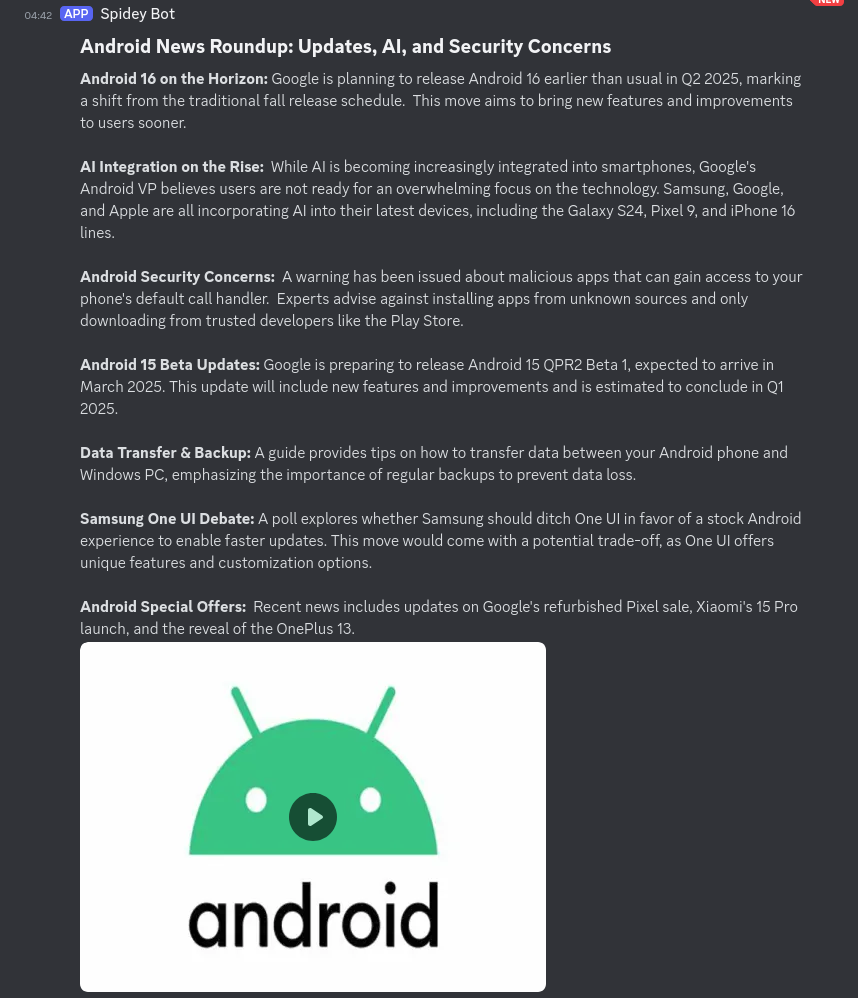 NEW
04:42 APP Spidey Bot
Android News Roundup: Updates, AI, and Security Concerns
Android 16 on the Horizon: Google is planning to release Android 16 earlier than usual in Q2 2025, marking
a shift from the traditional fall release schedule.  This move aims to bring new features and improvements
to users sooner.
AI Integration on the Rise:  While AI is becoming increasingly integrated into smartphones, Google's
Android VP believes users are not ready for an overwhelming focus on the technology. Samsung, Google,
and Apple are all incorporating AI into their latest devices, including the Galaxy S24, Pixel 9, and iPhone 16
lines.
Android Security Concerns:  A warning has been issued about malicious apps that can gain access to your
phone's default call handler.  Experts advise against installing apps from unknown sources and only
downloading from trusted developers like the Play Store.
Android 15 Beta Updates: Google is preparing to release Android 15 QPR2 Beta 1, expected to arrive in
March 2025. This update will include new features and improvements and is estimated to conclude in Q1
2025.
Data Transfer & Backup: A guide provides tips on how to transfer data between your Android phone and
Windows PC, emphasizing the importance of regular backups to prevent data loss.
Samsung One UI Debate: A poll explores whether Samsung should ditch One UI in favor of a stock Android
experience to enable faster updates. This move would come with a potential trade-off, as One UI offers
unique features and customization options.
Android Special Offers:  Recent news includes updates on Google's refurbished Pixel sale, Xiaomi's 15 Pro
launch, and the reveal of the OnePlus 13.
android